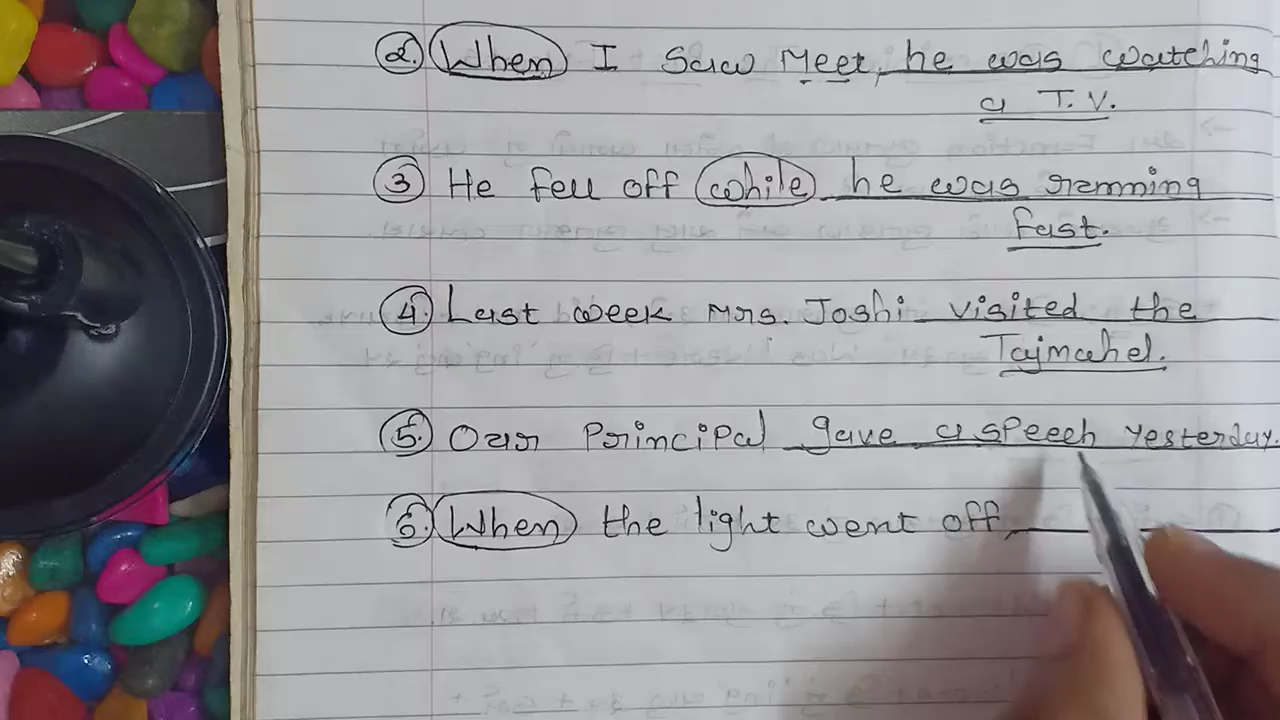 2. When I saw Meet, he was watching
a T.V.
3 He fell off while he was running
fast.
4. Last week Mrs. Joshi visited the
Tajmahel.
5. Our Principal gave a speech yesterday.
6. When the light went off,